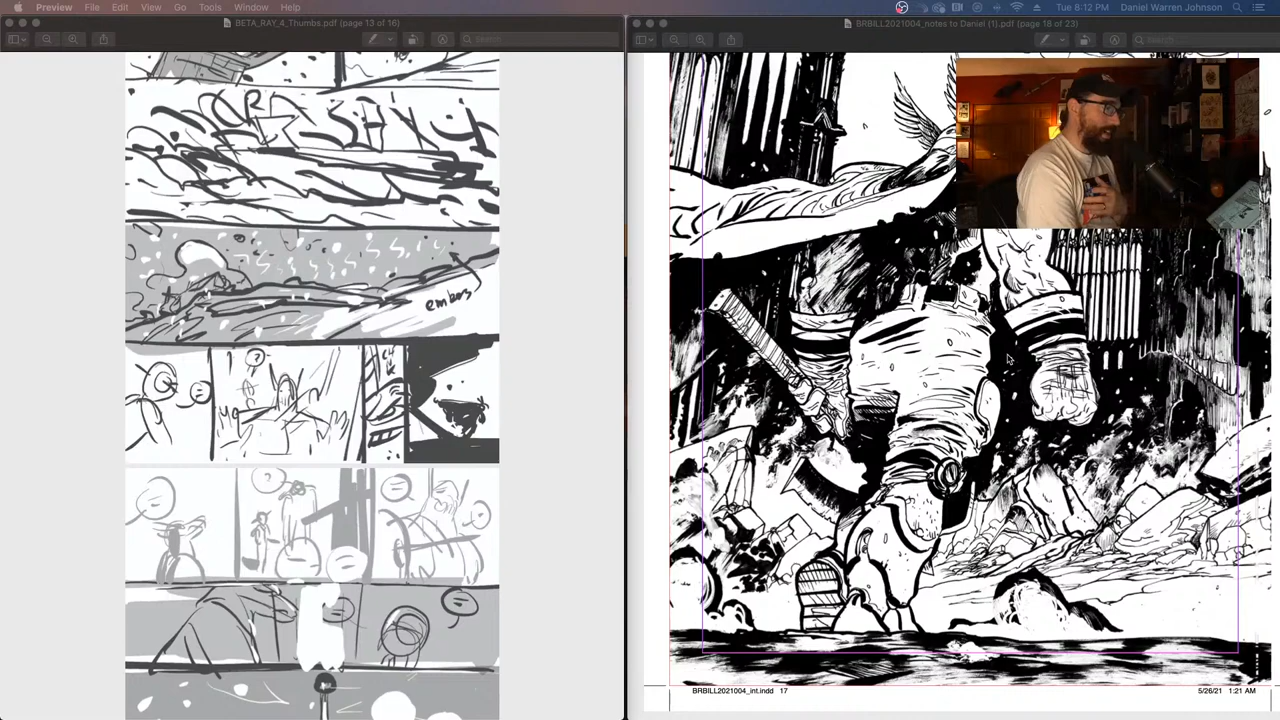 Preview File Edit View Go Tools Window Help
Tue 8:12 PM Daniel Warren Johnson
BETA_RAY_4_Thumbs.pdf (page 13 of 16)
Search
BRBILL2021004_notes to Daniel (1).pdf (page 18 of 23)
Search
embers
?
?
BRBILL2021004_int.indd 17
5/26/21 1:21 AM